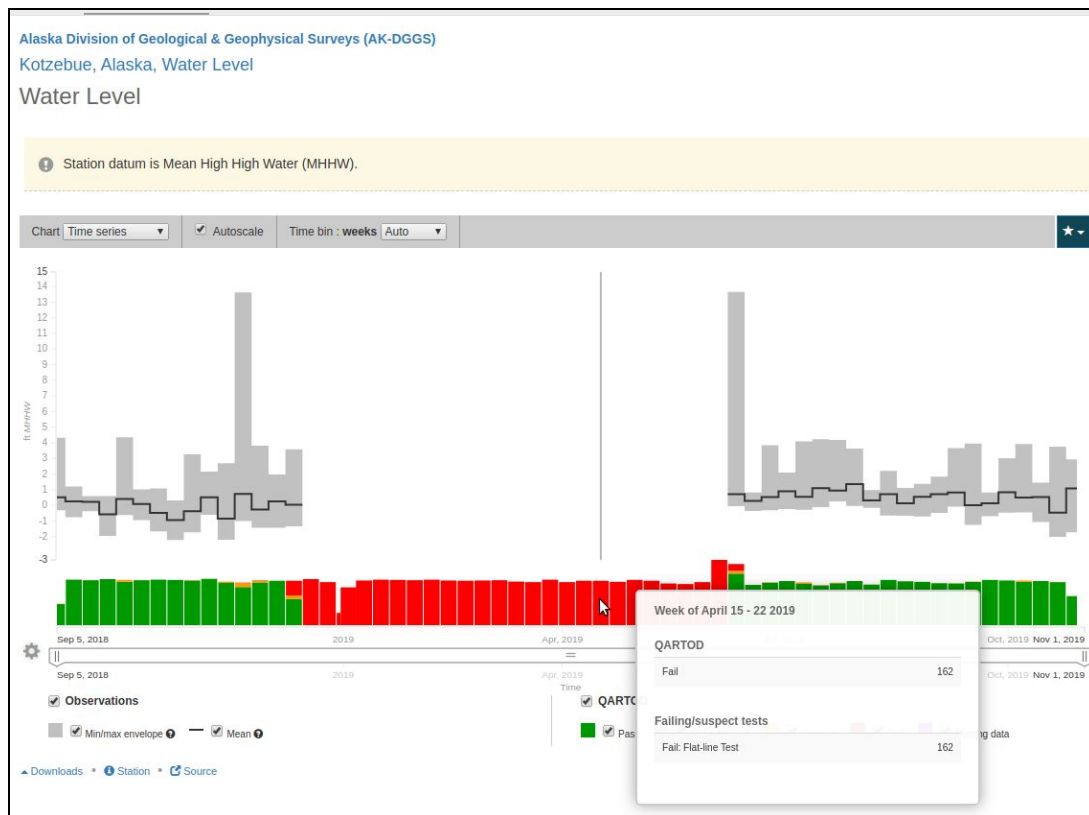 Alaska Division of Geological & Geophysical Surveys (AK-DGGS)
Kotzebue, Alaska, Water Level
Water Level
Station datum is Mean High High Water (MHHW).
Chart Time series Autoscale Time bin : weeks Auto
15
14
13
12
11
10
9
8
7
6
5
4
3
2
1
0
-1
-2
-3
ft MHHW
Week of April 15 - 22 2019
QARTOD
Fail 162
Failing/suspect tests
Fail: Flat-line Test 162
Sep 5, 2018 2019 Apr, 2019 Oct, 2019 Nov 1, 2019
Sep 5, 2018 2019 Apr, 2019 Oct, 2019 Nov 1, 2019
Time
Observations QARTO
Min/max envelope Mean Pas ng data
Downloads • Station • Source